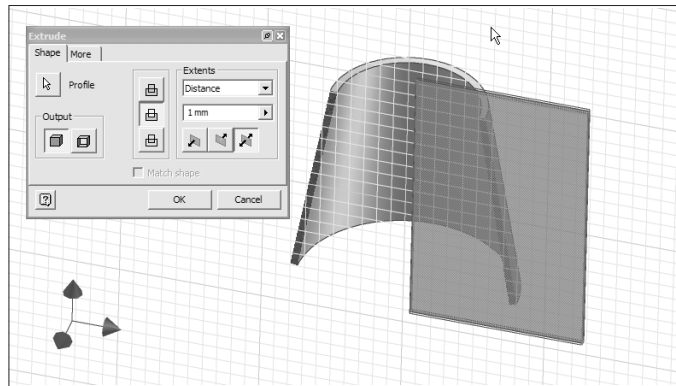 Extrude
Shape More
Profile
Output
Extents
Distance
1 mm
Match shape
OK Cancel